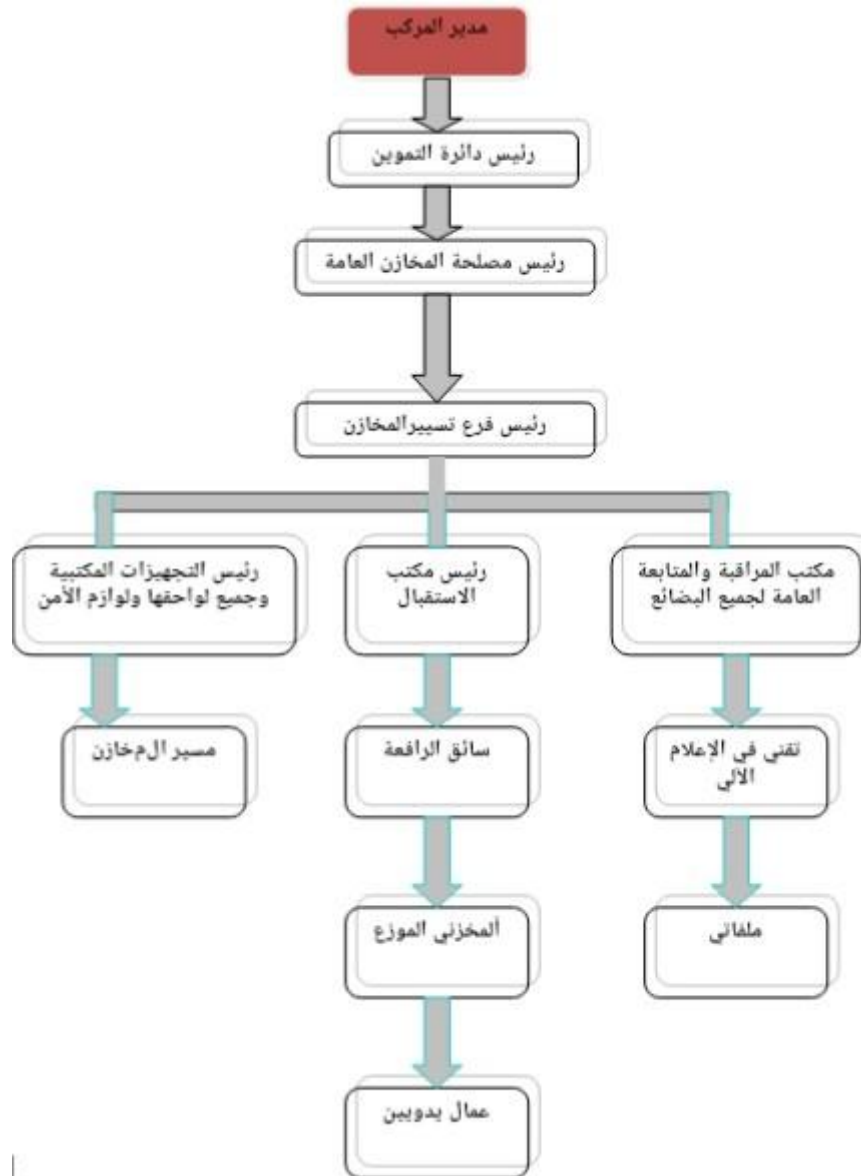 مدير المركب
رئيس دائرة التموين
رئيس مصلحة المخازن العامة
رئيس فرع تسييرالمخازن
مكتب المراقبة والمتابعة
العامة لجميع البضائع
رئيس مكتب
الاستقبال
رئيس التجهيزات المكتبية
وجميع لواحقها ولوازم الأمن
تقني في الإعلام
الآلي
سائق الرافعة
مسير المخازن
ملفاتي
ألمخزني الموزع
عمال يدويين